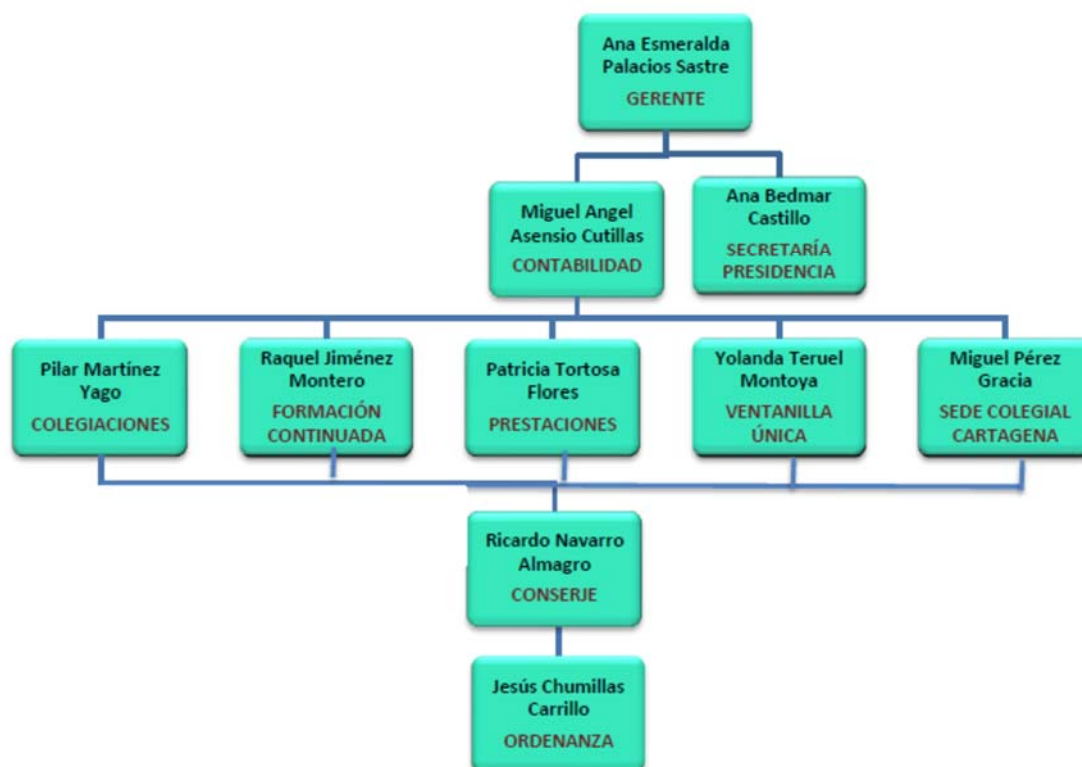 Ana Esmeralda
Palacios Sastre
GERENTE
Miguel Angel
Asensio Cutillas
CONTABILIDAD
Ana Bedmar
Castillo
SECRETARÍA
PRESIDENCIA
Pilar Martínez
Yago
COLEGIACIONES
Raquel Jiménez
Montero
FORMACIÓN
CONTINUADA
Patricia Tortosa
Flores
PRESTACIONES
Yolanda Teruel
Montoya
VENTANILLA
ÚNICA
Miguel Pérez
Gracia
SEDE COLEGIAL
CARTAGENA
Ricardo Navarro
Almagro
CONSERJE
Jesús Chumillas
Carrillo
ORDENANZA